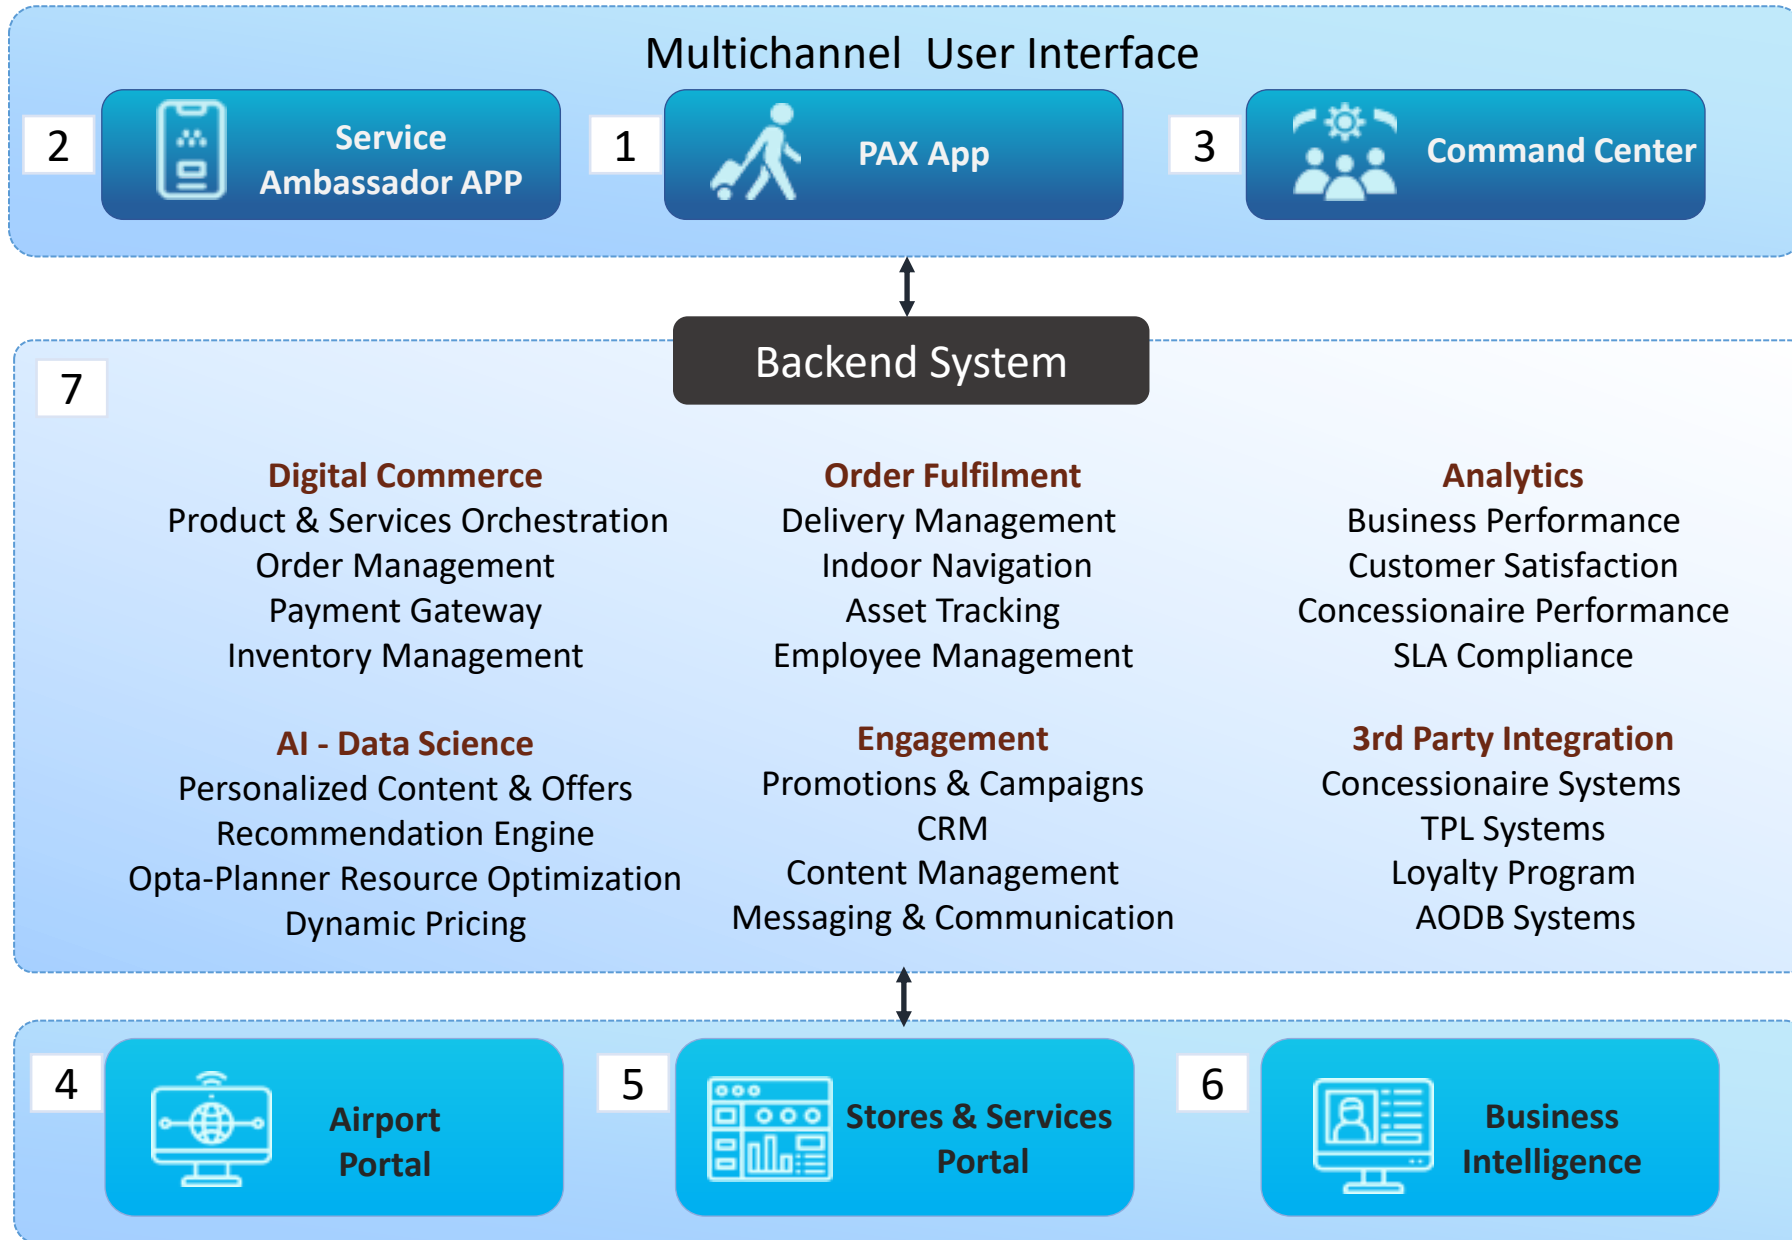 Multichannel User Interface
2
Service
Ambassador APP
1
PAX App
3
Command Center
Backend System
7
Digital Commerce
Product & Services Orchestration
Order Management
Payment Gateway
Inventory Management
Order Fulfilment
Delivery Management
Indoor Navigation
Asset Tracking
Employee Management
Analytics
Business Performance
Customer Satisfaction
Concessionaire Performance
SLA Compliance
AI - Data Science
Personalized Content & Offers
Recommendation Engine
Opta-Planner Resource Optimization
Dynamic Pricing
Engagement
Promotions & Campaigns
CRM
Content Management
Messaging & Communication
3rd Party Integration
Concessionaire Systems
TPL Systems
Loyalty Program
AODB Systems
4
Airport
Portal
5
Stores & Services
Portal
6
Business
Intelligence